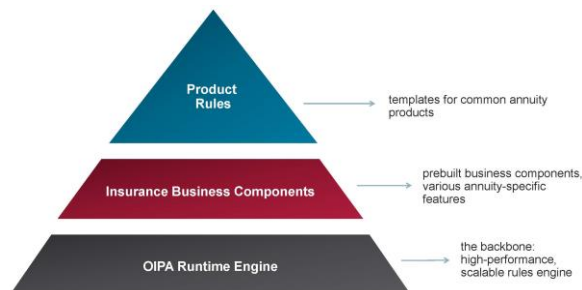 Product
Rules
templates for common annuity
products
Insurance Business Components
prebuilt business components,
various annuity-specific
features
OIPA Runtime Engine
the backbone:
high-performance,
scalable rules engine